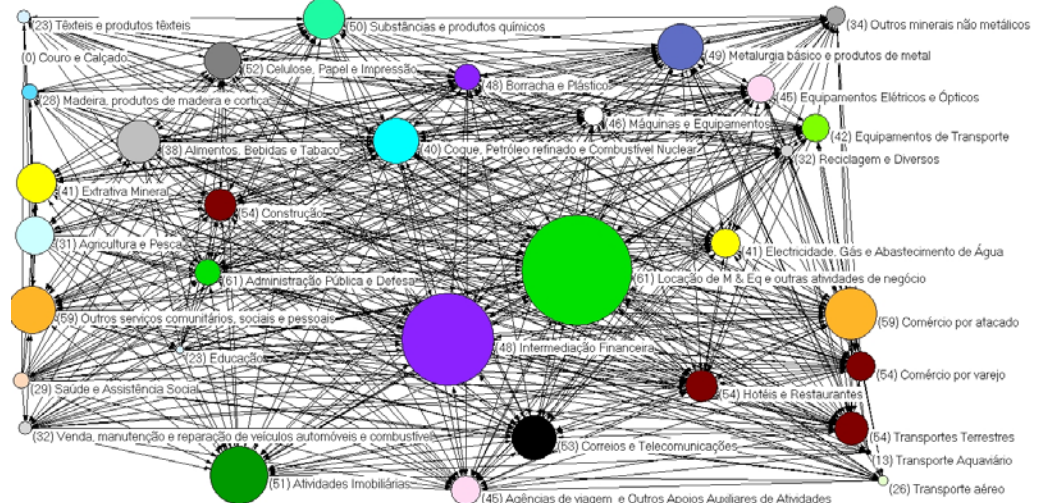 (23) Têxteis e produtos têxteis
(50) Substâncias e produtos químicos
(34) Outros minerais não metálicos
(0) Couro e Calçado
(52) Celulose, Papel e Impressão
(49) Metalurgia básico e produtos de metal
(48) Borracha e Plásticos
(28) Madeira, produtos de madeira e cortiça
(45) Equipamentos Elétricos e Ópticos
(46) Máquinas e Equipamentos
(42) Equipamentos de Transporte
(38) Alimentos, Bebidas e Tabaco
(40) Coque, Petróleo refinado e Combustível Nuclear
(32) Reciclagem e Diversos
(41) Extrativa Mineral
(54) Construção
(31) Agricultura e Pesca
(41) Electricidade, Gás e Abastecimento de Água
(61) Administração Pública e Defesa
(61) Locação de M & Eq e outras atividades de negócio
(59) Outros serviços comunitários, sociais e pessoais
(59) Comércio por atacado
(48) Intermediação Financeira
(23) Educação
(54) Comércio por varejo
(29) Saúde e Assistência Social
(54) Hotéis e Restaurantes
(32) Venda, manutenção e reparação de veículos automóveis e combustível
(54) Transportes Terrestres
(53) Correios e Telecomunicações
(13) Transporte Aquaviário
(51) Atividades Imobiliárias
(26) Transporte aéreo
(45) Agências de viagem e Outros Apoios Auxiliares de Atividades